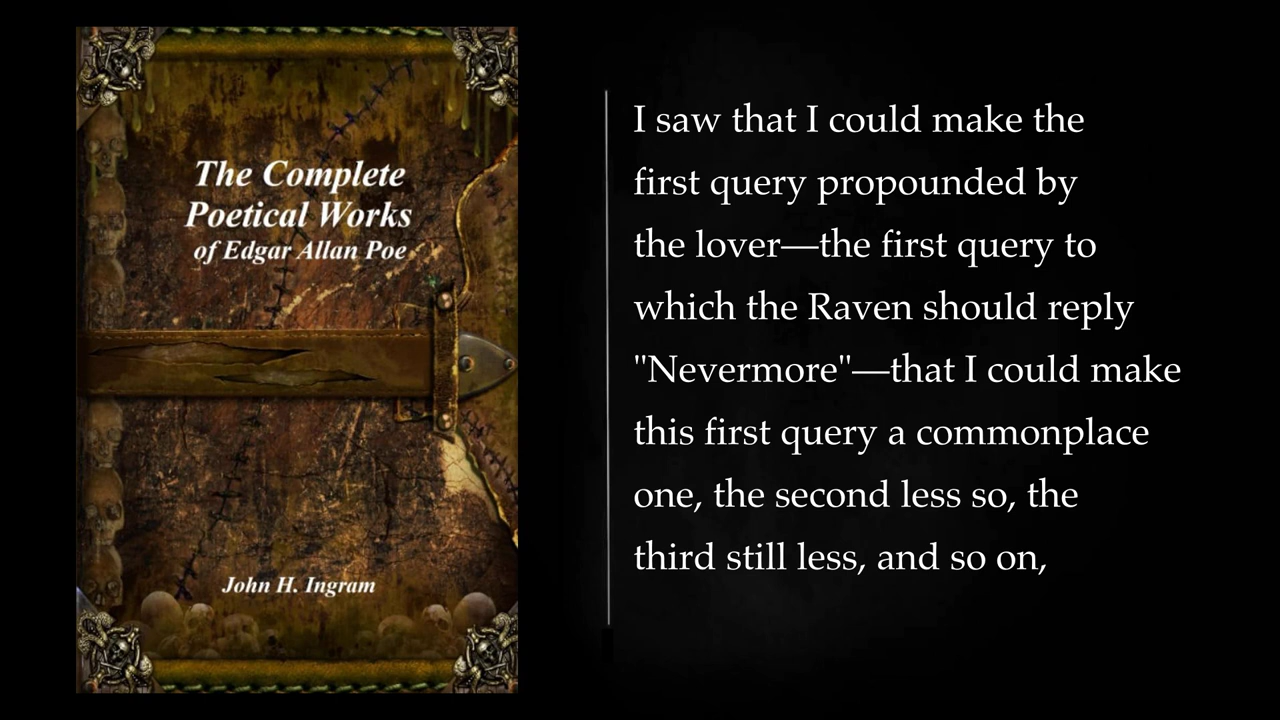 The Complete
Poetical Works
of Edgar Allan Poe
John H. Ingram
I saw that I could make the
first query propounded by
the lover—the first query to
which the Raven should reply
"Nevermore"—that I could make
this first query a commonplace
one, the second less so, the
third still less, and so on,